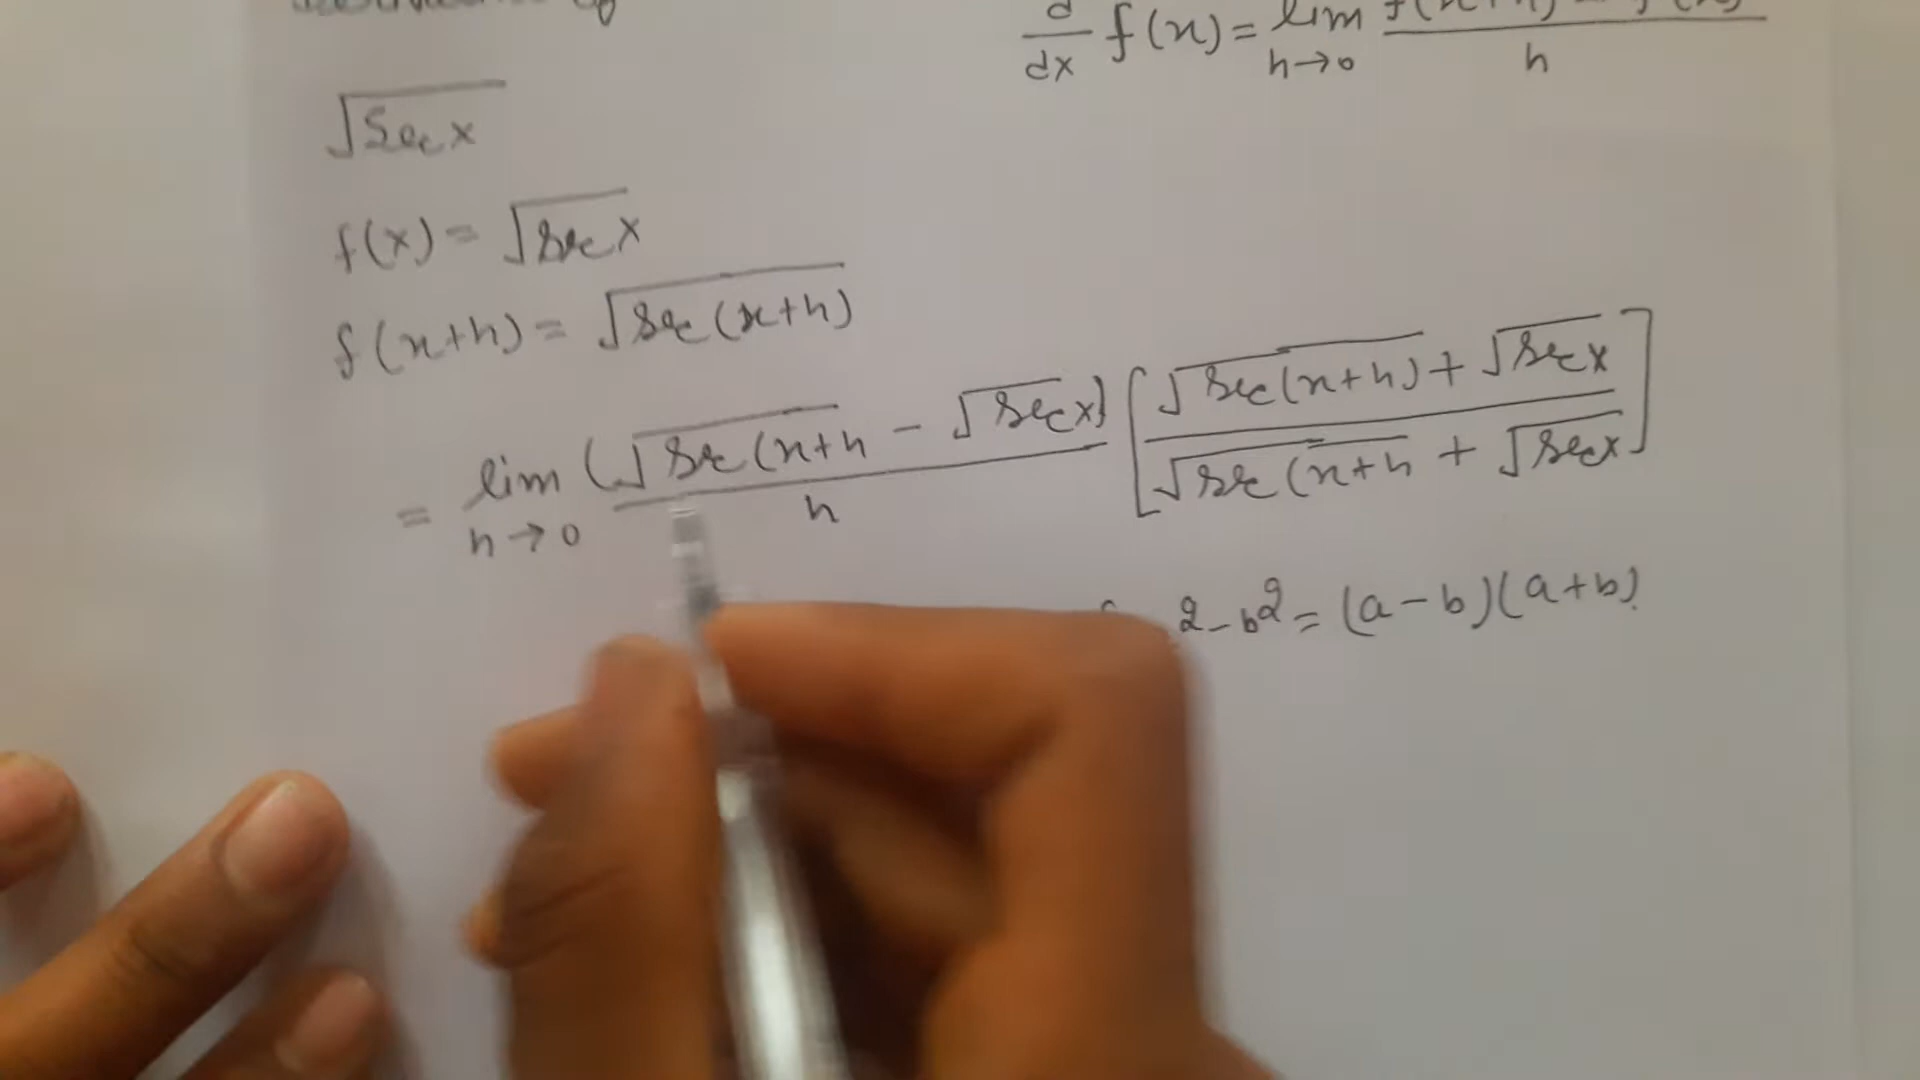 d/dx f(x) = lim h→0 f(x+h) - f(x) / h
√Sec x
f(x) = √sec x
f(x+h) = √sec (x+h)
= lim h→0 (√sec (x+h - √sec x) / h [√sec (x+h) + √sec x / √sec (x+h + √sec x]
2 - b² = (a - b)(a + b)